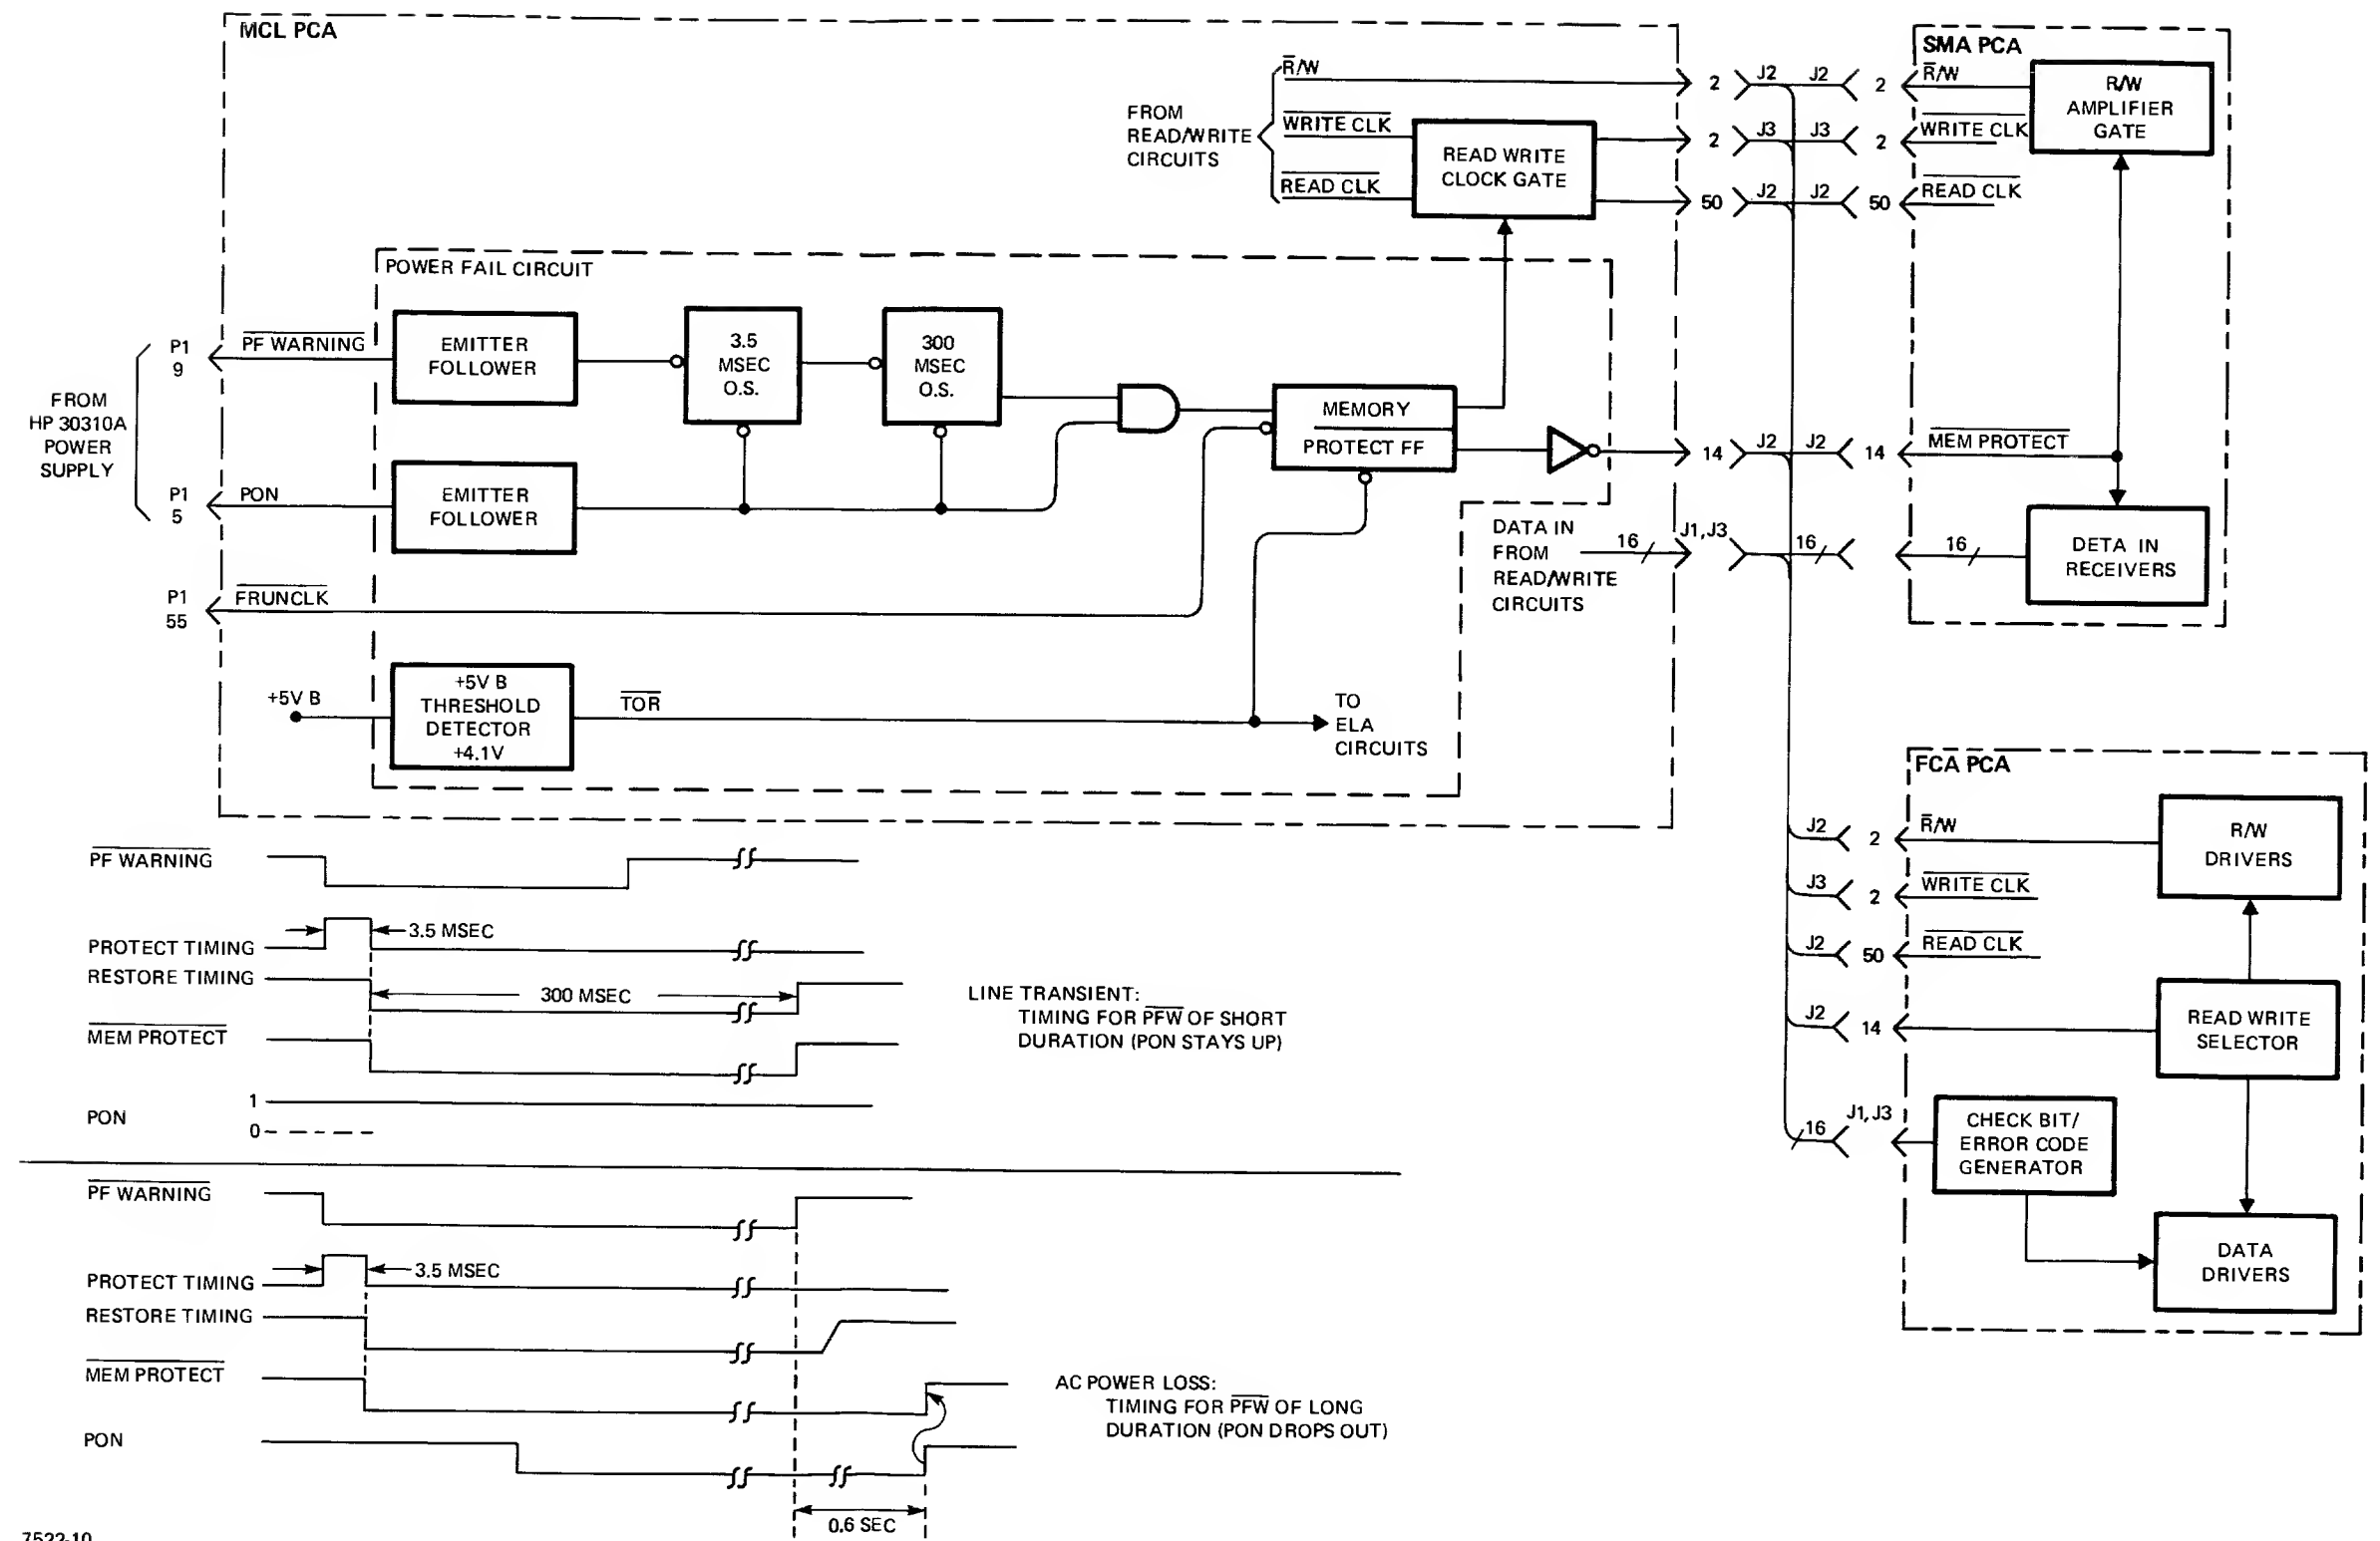 MCL PCA
SMA PCA
FROM
READ/WRITE
CIRCUITS
R̅/W
WRITE CLK
READ CLK
READ WRITE
CLOCK GATE
2 J2 J2 2
2 J3 J3 2
50 J2 J2 50
R̅/W
WRITE CLK
READ CLK
R/W
AMPLIFIER
GATE
POWER FAIL CIRCUIT
FROM
HP 30310A
POWER
SUPPLY
P1
9
PF WARNING
EMITTER
FOLLOWER
3.5
MSEC
O.S.
300
MSEC
O.S.
MEMORY
PROTECT FF
14 J2 J2 14
MEM PROTECT
P1
5
PON
EMITTER
FOLLOWER
DATA IN
FROM
READ/WRITE
CIRCUITS
16
J1, J3
16
16
DETA IN
RECEIVERS
P1
55
FRUNCLK
+5V B
+5V B
THRESHOLD
DETECTOR
+4.1V
TOR
TO
ELA
CIRCUITS
FCA PCA
J2 2 R̅/W
R/W
DRIVERS
J3 2 WRITE CLK
J2 50 READ CLK
J2 14
READ WRITE
SELECTOR
16 J1, J3
CHECK BIT/
ERROR CODE
GENERATOR
DATA
DRIVERS
PF WARNING
PROTECT TIMING
3.5 MSEC
RESTORE TIMING
300 MSEC
MEM PROTECT
PON
1
0
LINE TRANSIENT:
TIMING FOR PFW OF SHORT
DURATION (PON STAYS UP)
PF WARNING
PROTECT TIMING
3.5 MSEC
RESTORE TIMING
MEM PROTECT
PON
0.6 SEC
AC POWER LOSS:
TIMING FOR PFW OF LONG
DURATION (PON DROPS OUT)
7522-10